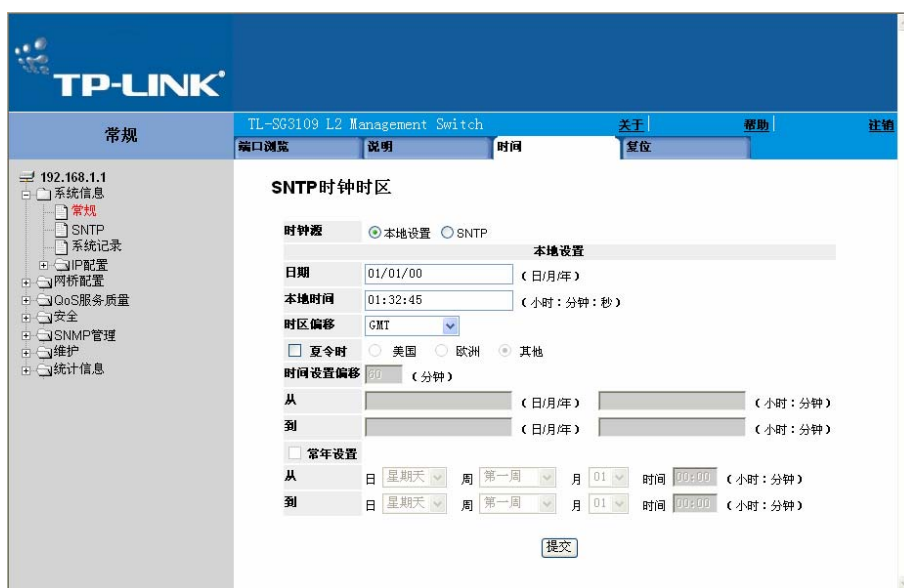 TP-LINK
常规
TL-SG3109 L2 Management Switch 关于 帮助 注销
端口浏览 说明 时间 复位
192.168.1.1
系统信息
常规
SNTP
系统记录
IP配置
网桥配置
QoS服务质量
安全
SNMP管理
维护
统计信息
SNTP时钟时区
时钟源 本地设置 SNTP
本地设置
日期 01/01/00 (日/月/年)
本地时间 01:32:45 (小时:分钟:秒)
时区偏移 GMT
夏令时 美国 欧洲 其他
时间设置偏移 60 (分钟)
从 (日/月/年) (小时:分钟)
到 (日/月/年) (小时:分钟)
常年设置
从 日 星期天 周 第一周 月 01 时间 00:00 (小时:分钟)
到 日 星期天 周 第一周 月 01 时间 00:00 (小时:分钟)
提交